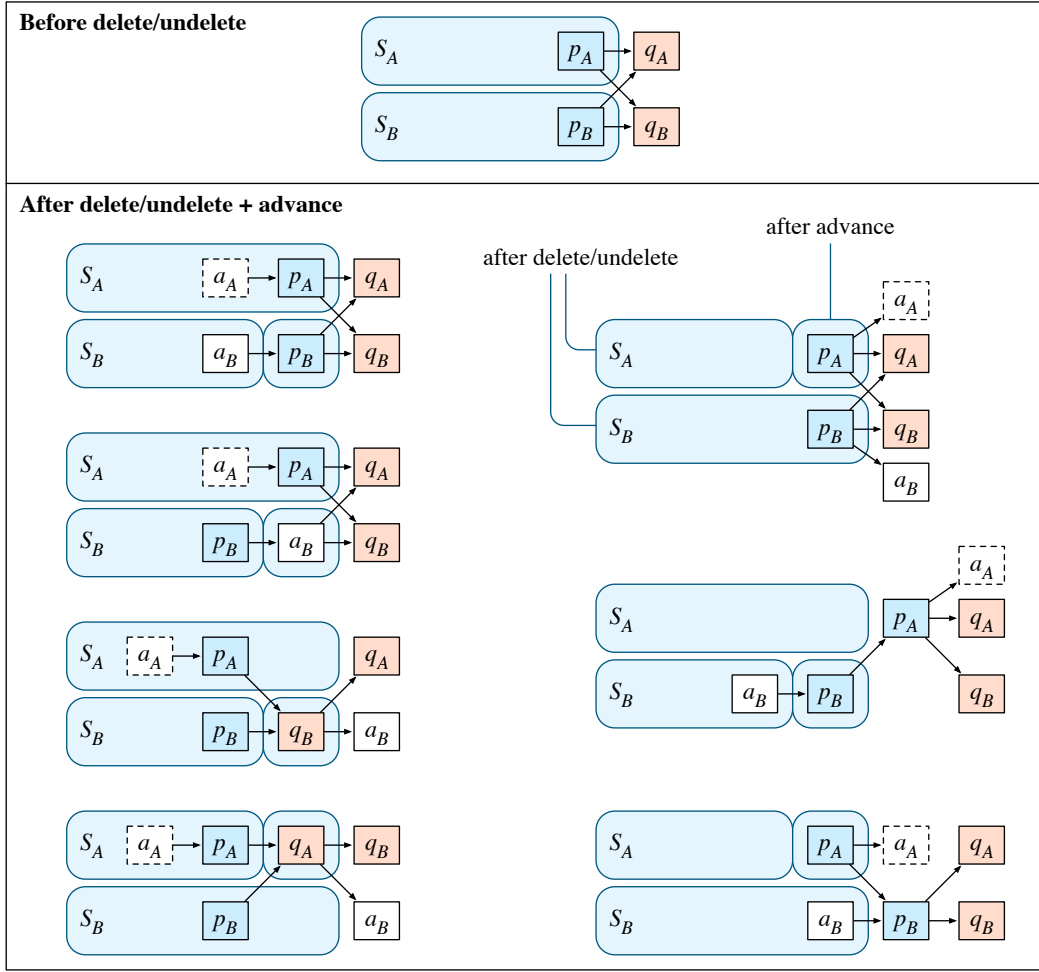 Before delete/undelete
S_A p_A q_A
S_B p_B q_B
After delete/undelete + advance
S_A a_A p_A q_A
S_B a_B p_B q_B
S_A a_A p_A q_A
S_B p_B a_B q_B
S_A a_A p_A q_A
S_B p_B q_B a_B
S_A a_A p_A q_A q_B
S_B p_B a_B
after advance
after delete/undelete
a_A
S_A p_A q_A
S_B p_B q_B
a_B
a_A
S_A p_A q_A
S_B a_B p_B q_B
S_A p_A a_A q_A
S_B a_B p_B q_B